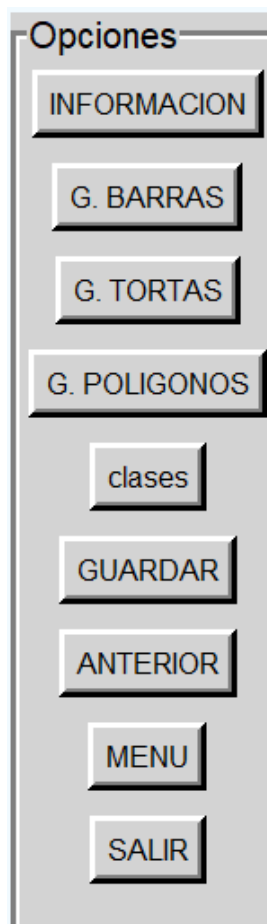 Opciones
INFORMACION
G. BARRAS
G. TORTAS
G. POLIGONOS
clases
GUARDAR
ANTERIOR
MENU
SALIR